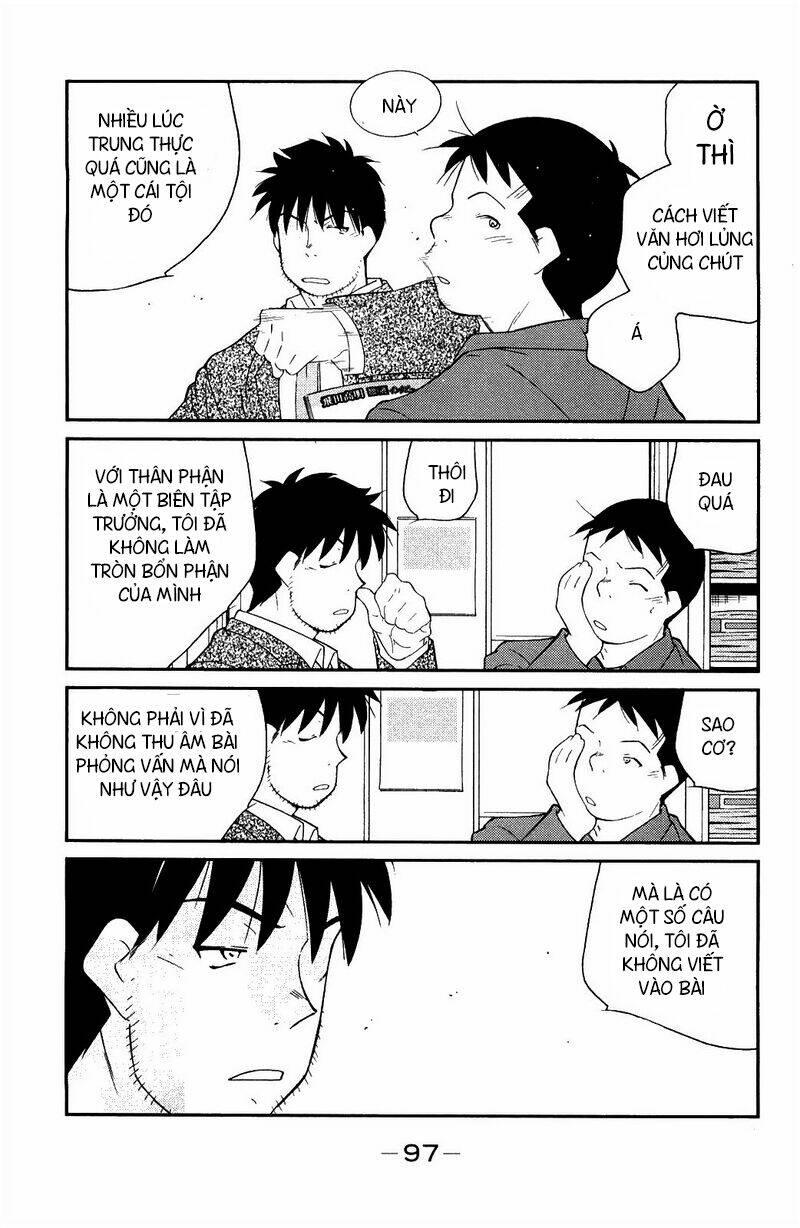 Ờ
THÌ
CÁCH VIẾT
VĂN HƠI LỦNG
CỦNG CHÚT
Á
NÀY
NHIỀU LÚC
TRUNG THỰC
QUÁ CŨNG LÀ
MỘT CÁI TỘI
ĐÓ
ĐAU
QUÁ
THÔI
ĐI
VỚI THÂN PHẬN
LÀ MỘT BIÊN TẬP
TRƯỞNG, TÔI ĐÃ
KHÔNG LÀM
TRÒN BỔN PHẬN
CỦA MÌNH
SAO
CƠ?
KHÔNG PHẢI VÌ ĐÃ
KHÔNG THU ÂM BÀI
PHỎNG VẤN MÀ NÓI
NHƯ VẬY ĐÂU
MÀ LÀ CÓ
MỘT SỐ CÂU
NÓI, TÔI ĐÃ
KHÔNG VIẾT
VÀO BÀI
—97—